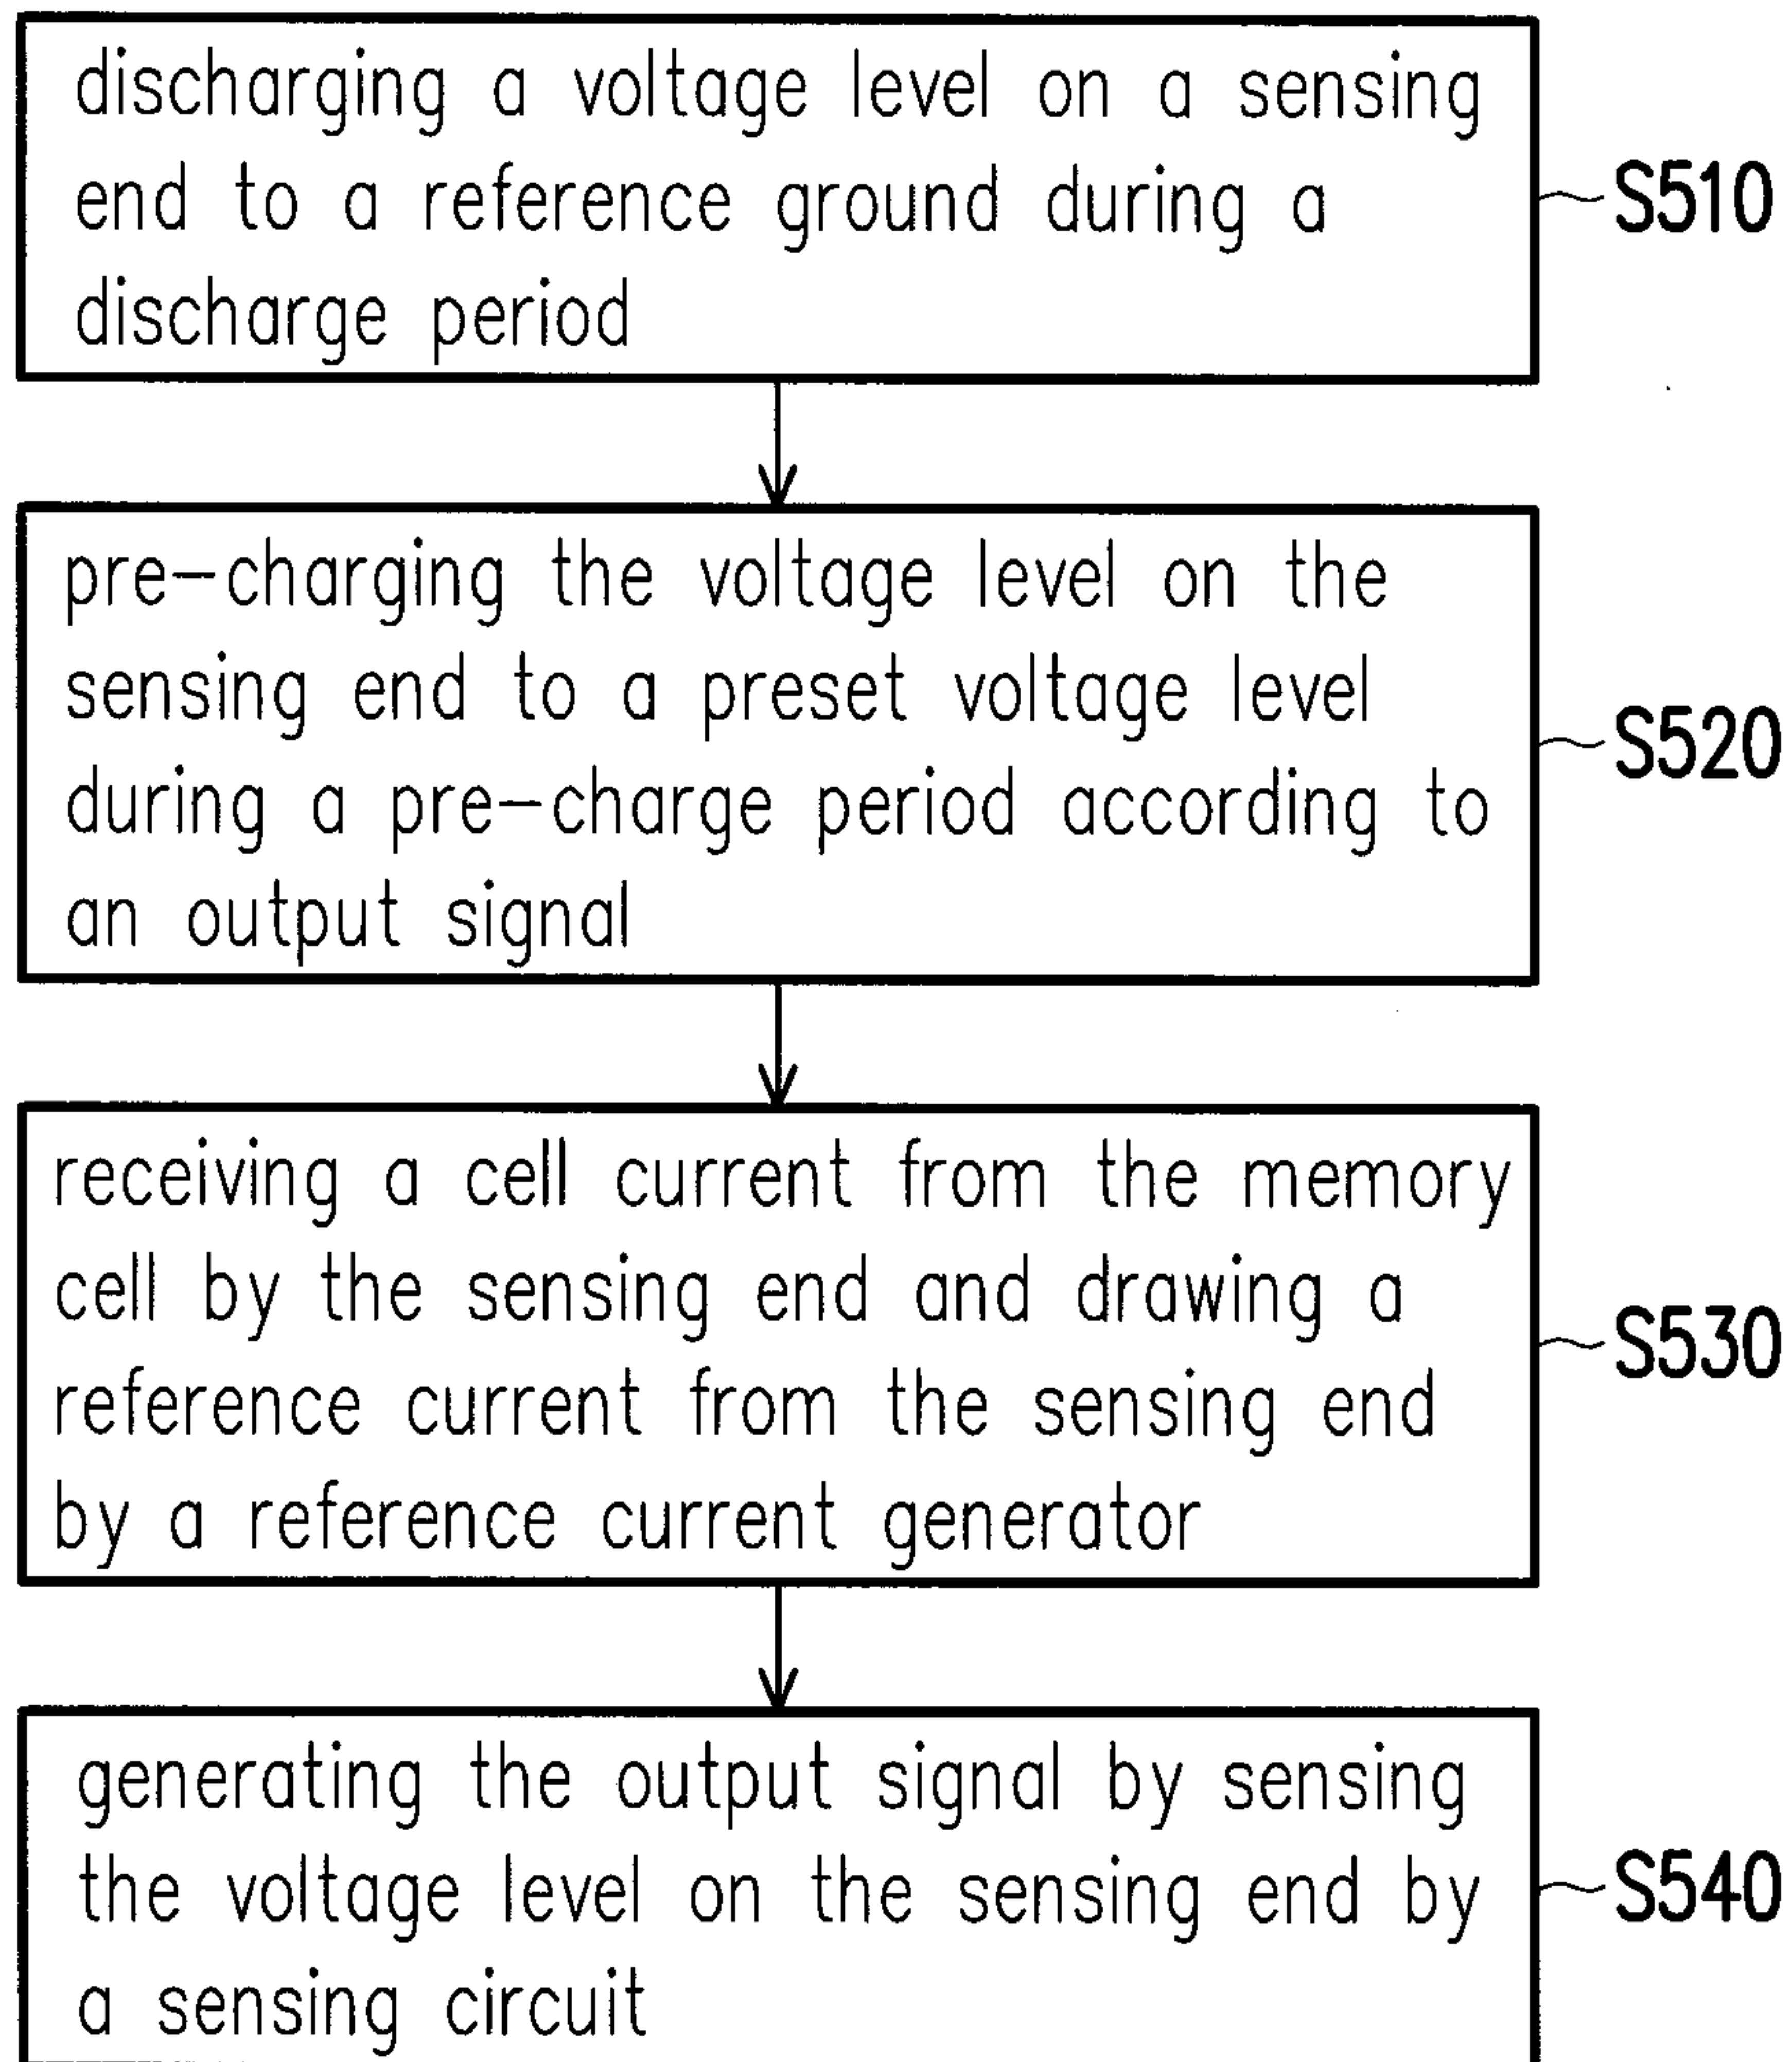 discharging a voltage level on a sensing
end to a reference ground during a
discharge period
S510
pre-charging the voltage level on the
sensing end to a preset voltage level
during a pre-charge period according to
an output signal
S520
receiving a cell current from the memory
cell by the sensing end and drawing a
reference current from the sensing end
by a reference current generator
S530
generating the output signal by sensing
the voltage level on the sensing end by
a sensing circuit
S540